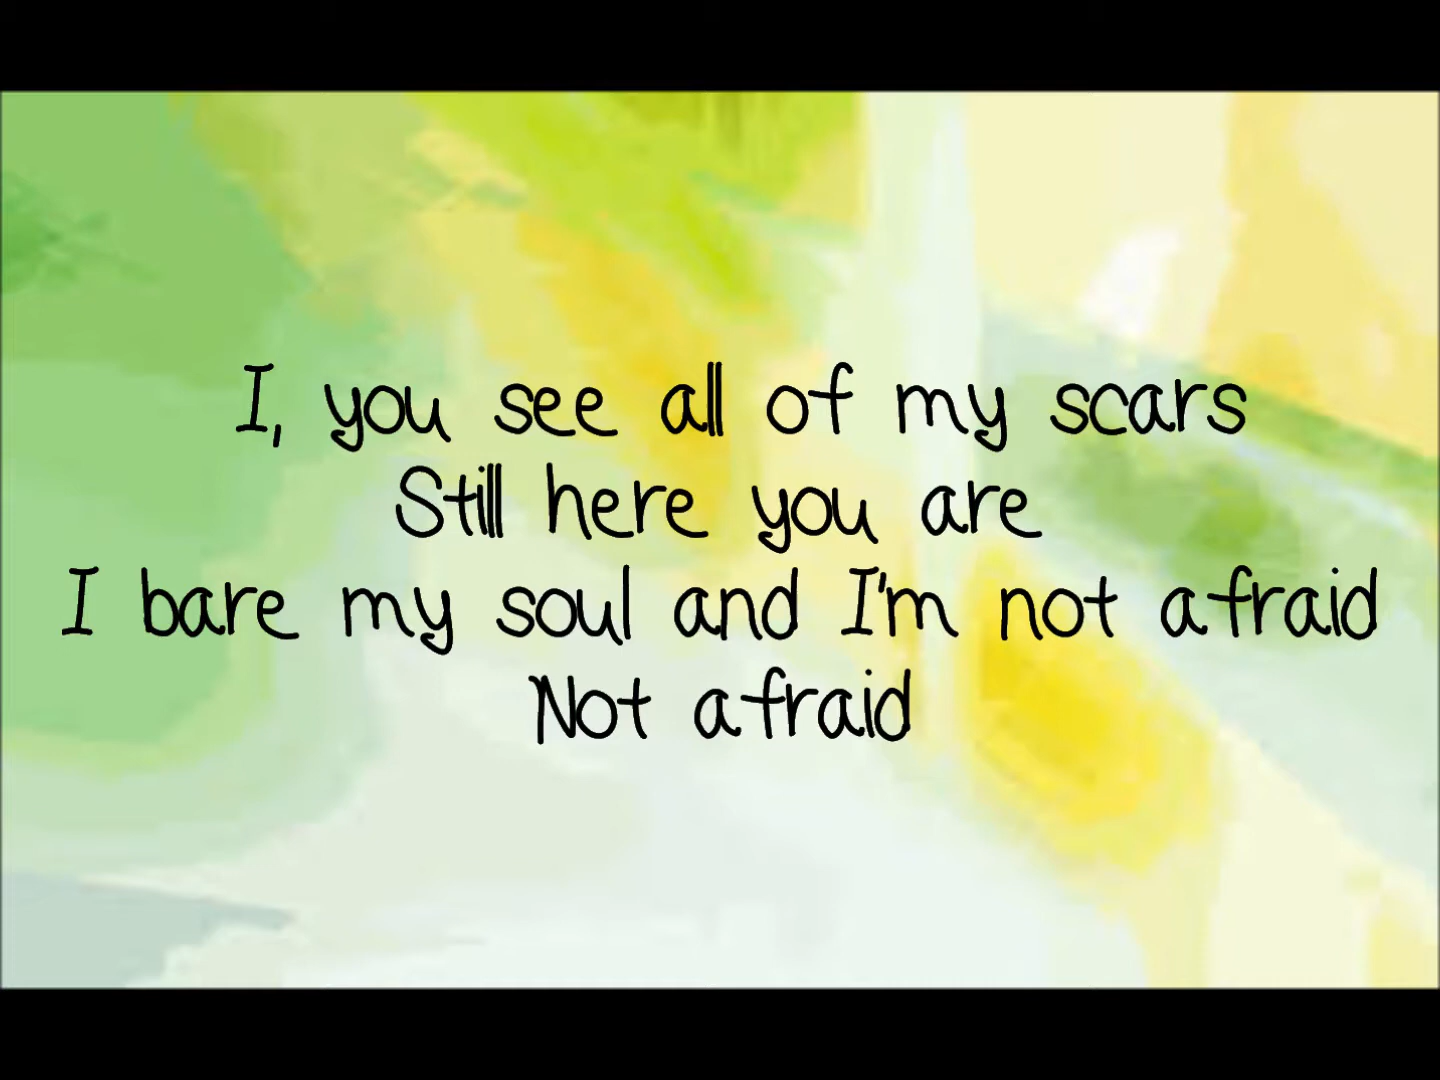 I, you see all of my scars
Still here you are
I bare my soul and I'm not afraid
Not afraid